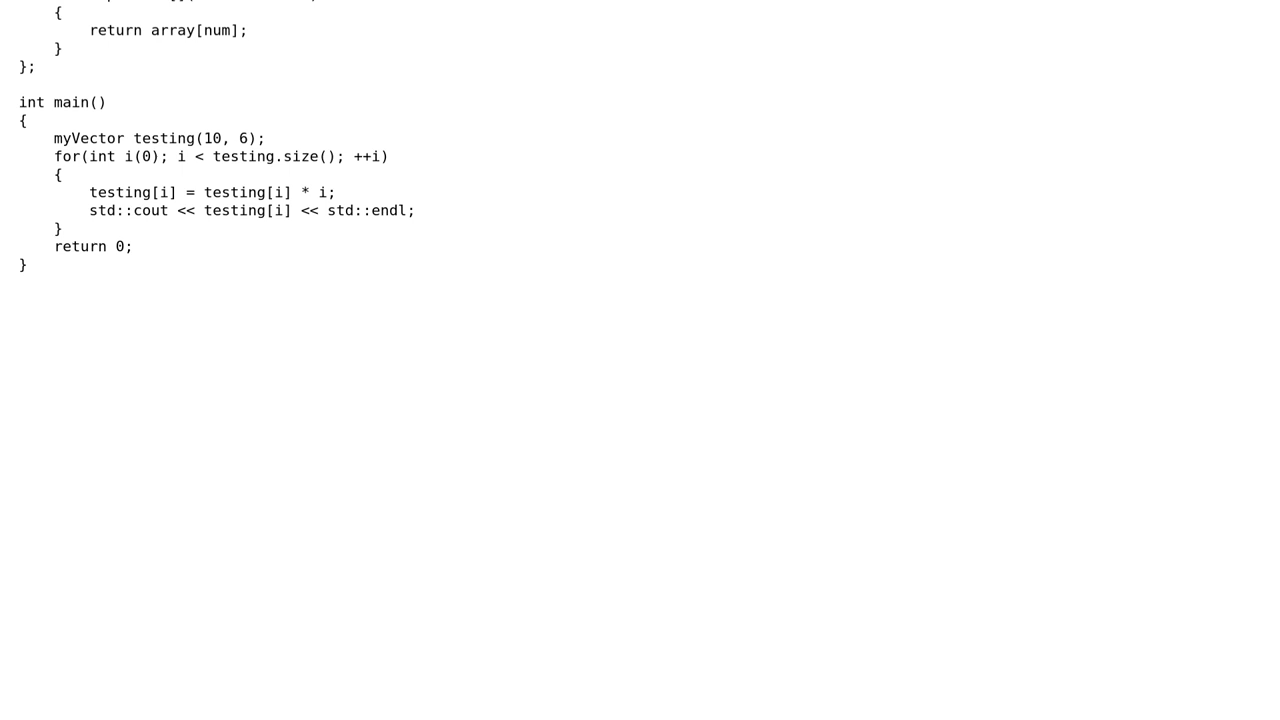 {
        return array[num];
    }
};

int main()
{
    myVector testing(10, 6);
    for(int i(0); i < testing.size(); ++i)
    {
        testing[i] = testing[i] * i;
        std::cout << testing[i] << std::endl;
    }
    return 0;
}